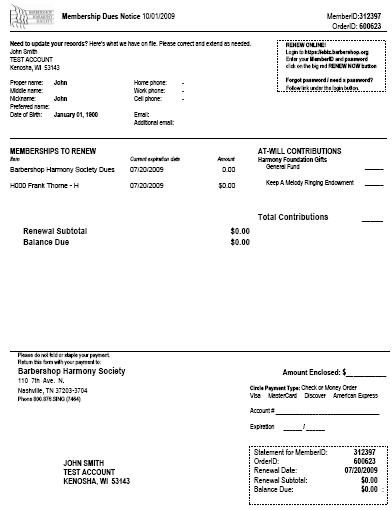 BARBERSHOP
HARMONY
SOCIETY
Membership Dues Notice 10/01/2009
MemberID:312397
OrderID: 600623
Need to update your records? Here's what we have on file. Please correct and extend as needed.
John Smith
TEST ACCOUNT
Kenosha, WI 53143
RENEW ONLINE!
Login to https://ebiz.barbershop.org
Enter your MemberID and password
click on the big red RENEW NOW button
Forgot password / need a password?
Follow link under the login button.
Proper name: John Home phone: -
Middle name: Work phone: -
Nickname: John Cell phone: -
Preferred name:
Date of Birth: January 01, 1900 Email:
Additional email:
MEMBERSHIPS TO RENEW
Item Current expiration date Amount
Barbershop Harmony Society Dues 07/20/2009 0.00
H000 Frank Thorne - H 07/20/2009 $0.00
AT-WILL CONTRIBUTIONS
Harmony Foundation Gifts
General Fund ____
Keep A Melody Ringing Endowment ____
Total Contributions ____
Renewal Subtotal $0.00
Balance Due $0.00
Please do not fold or staple your payment.
Return this form with your payment to:
Barbershop Harmony Society
110 7th Ave. N.
Nashville, TN 37203-3704
Phone 800.876.SING (7464)
Amount Enclosed: $________
Circle Payment Type: Check or Money Order
Visa MasterCard Discover American Express
Account # ____________________
Expiration ____ / ____
JOHN SMITH
TEST ACCOUNT
KENOSHA, WI 53143
Statement for MemberID: 312397
OrderID: 600623
Renewal Date: 07/20/2009
Renewal Subtotal: $0.00
Balance Due: $0.00 :